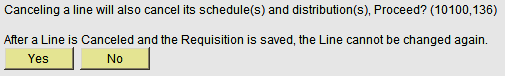 Canceling a line will also cancel its schedule(s) and distribution(s), Proceed? (10100,136)
After a Line is Canceled and the Requisition is saved, the Line cannot be changed again.
Yes No